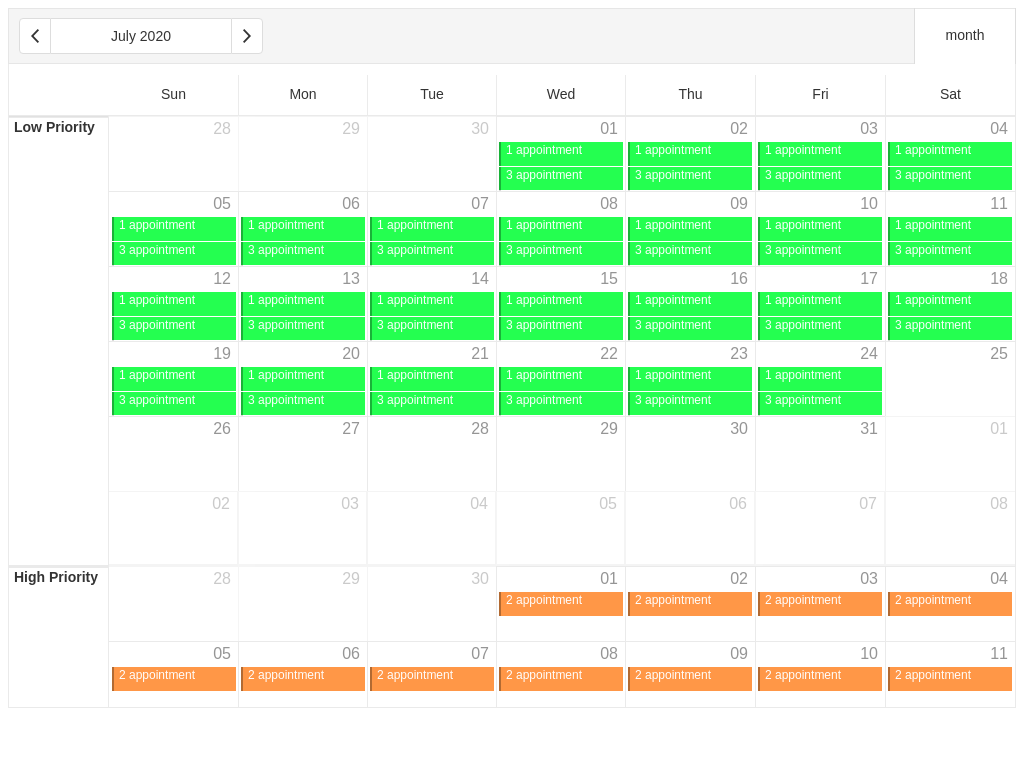 July 2020 month
Sun Mon Tue Wed Thu Fri Sat
Low Priority 28 29 30 01 02 03 04
1 appointment 1 appointment 1 appointment 1 appointment
3 appointment 3 appointment 3 appointment 3 appointment
05 06 07 08 09 10 11
1 appointment 1 appointment 1 appointment 1 appointment 1 appointment 1 appointment 1 appointment
3 appointment 3 appointment 3 appointment 3 appointment 3 appointment 3 appointment 3 appointment
12 13 14 15 16 17 18
1 appointment 1 appointment 1 appointment 1 appointment 1 appointment 1 appointment 1 appointment
3 appointment 3 appointment 3 appointment 3 appointment 3 appointment 3 appointment 3 appointment
19 20 21 22 23 24 25
1 appointment 1 appointment 1 appointment 1 appointment 1 appointment 1 appointment
3 appointment 3 appointment 3 appointment 3 appointment 3 appointment 3 appointment
26 27 28 29 30 31 01
02 03 04 05 06 07 08
High Priority 28 29 30 01 02 03 04
2 appointment 2 appointment 2 appointment 2 appointment
05 06 07 08 09 10 11
2 appointment 2 appointment 2 appointment 2 appointment 2 appointment 2 appointment 2 appointment